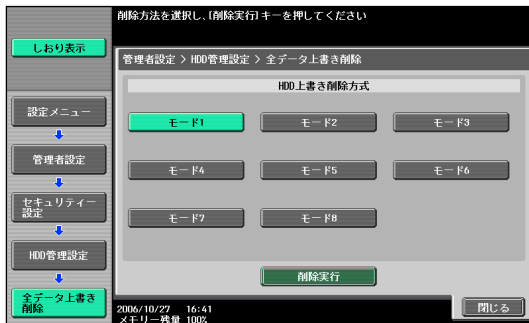 削除方法を選択し、[削除実行]キーを押してください
しおり表示
管理者設定 > HDD管理設定 > 全データ上書き削除
HDD上書き削除方式
設定メニュー
管理者設定
セキュリティー
設定
HDD管理設定
全データ上書き
削除
モード1 モード2 モード3
モード4 モード5 モード6
モード7 モード8
削除実行
2006/10/27 16:41
メモリー残量 100%
閉じる